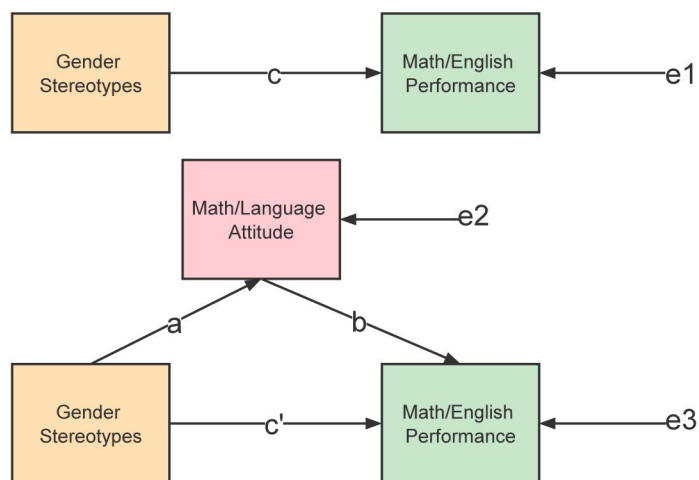 Gender
Stereotypes
c
Math/English
Performance
e1
Math/Language
Attitude
e2
a
b
Gender
Stereotypes
c'
Math/English
Performance
e3